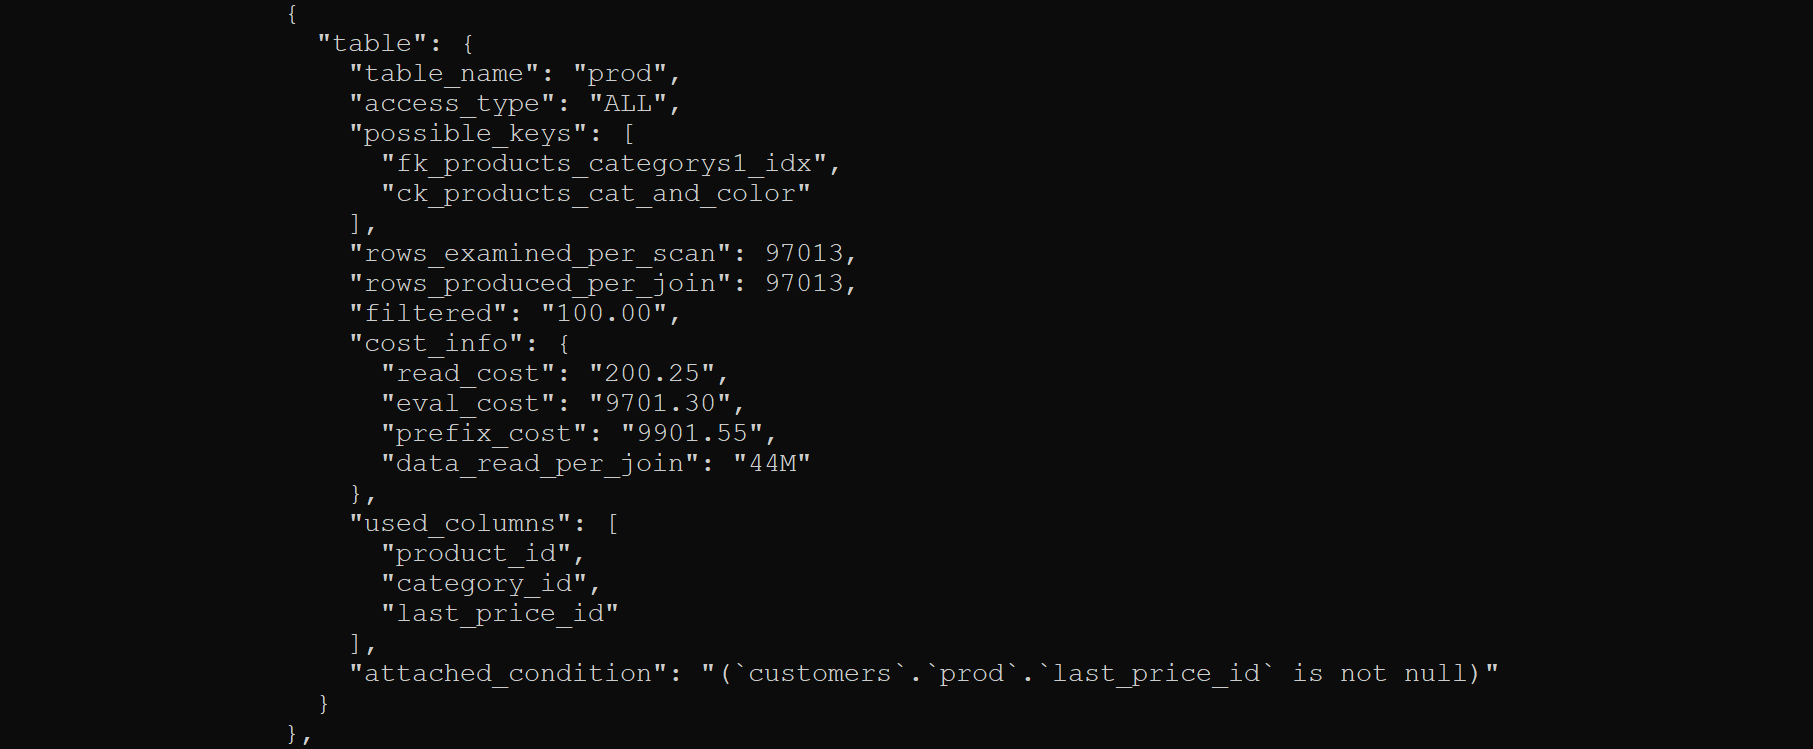 {
"table": {
"table_name": "prod",
"access_type": "ALL",
"possible_keys": [
"fk_products_categorys1_idx",
"ck_products_cat_and_color"
],
"rows_examined_per_scan": 97013,
"rows_produced_per_join": 97013,
"filtered": "100.00",
"cost_info": {
"read_cost": "200.25",
"eval_cost": "9701.30",
"prefix_cost": "9901.55",
"data_read_per_join": "44M"
},
"used_columns": [
"product_id",
"category_id",
"last_price_id"
],
"attached_condition": "(`customers`.`prod`.`last_price_id` is not null)"
}
},